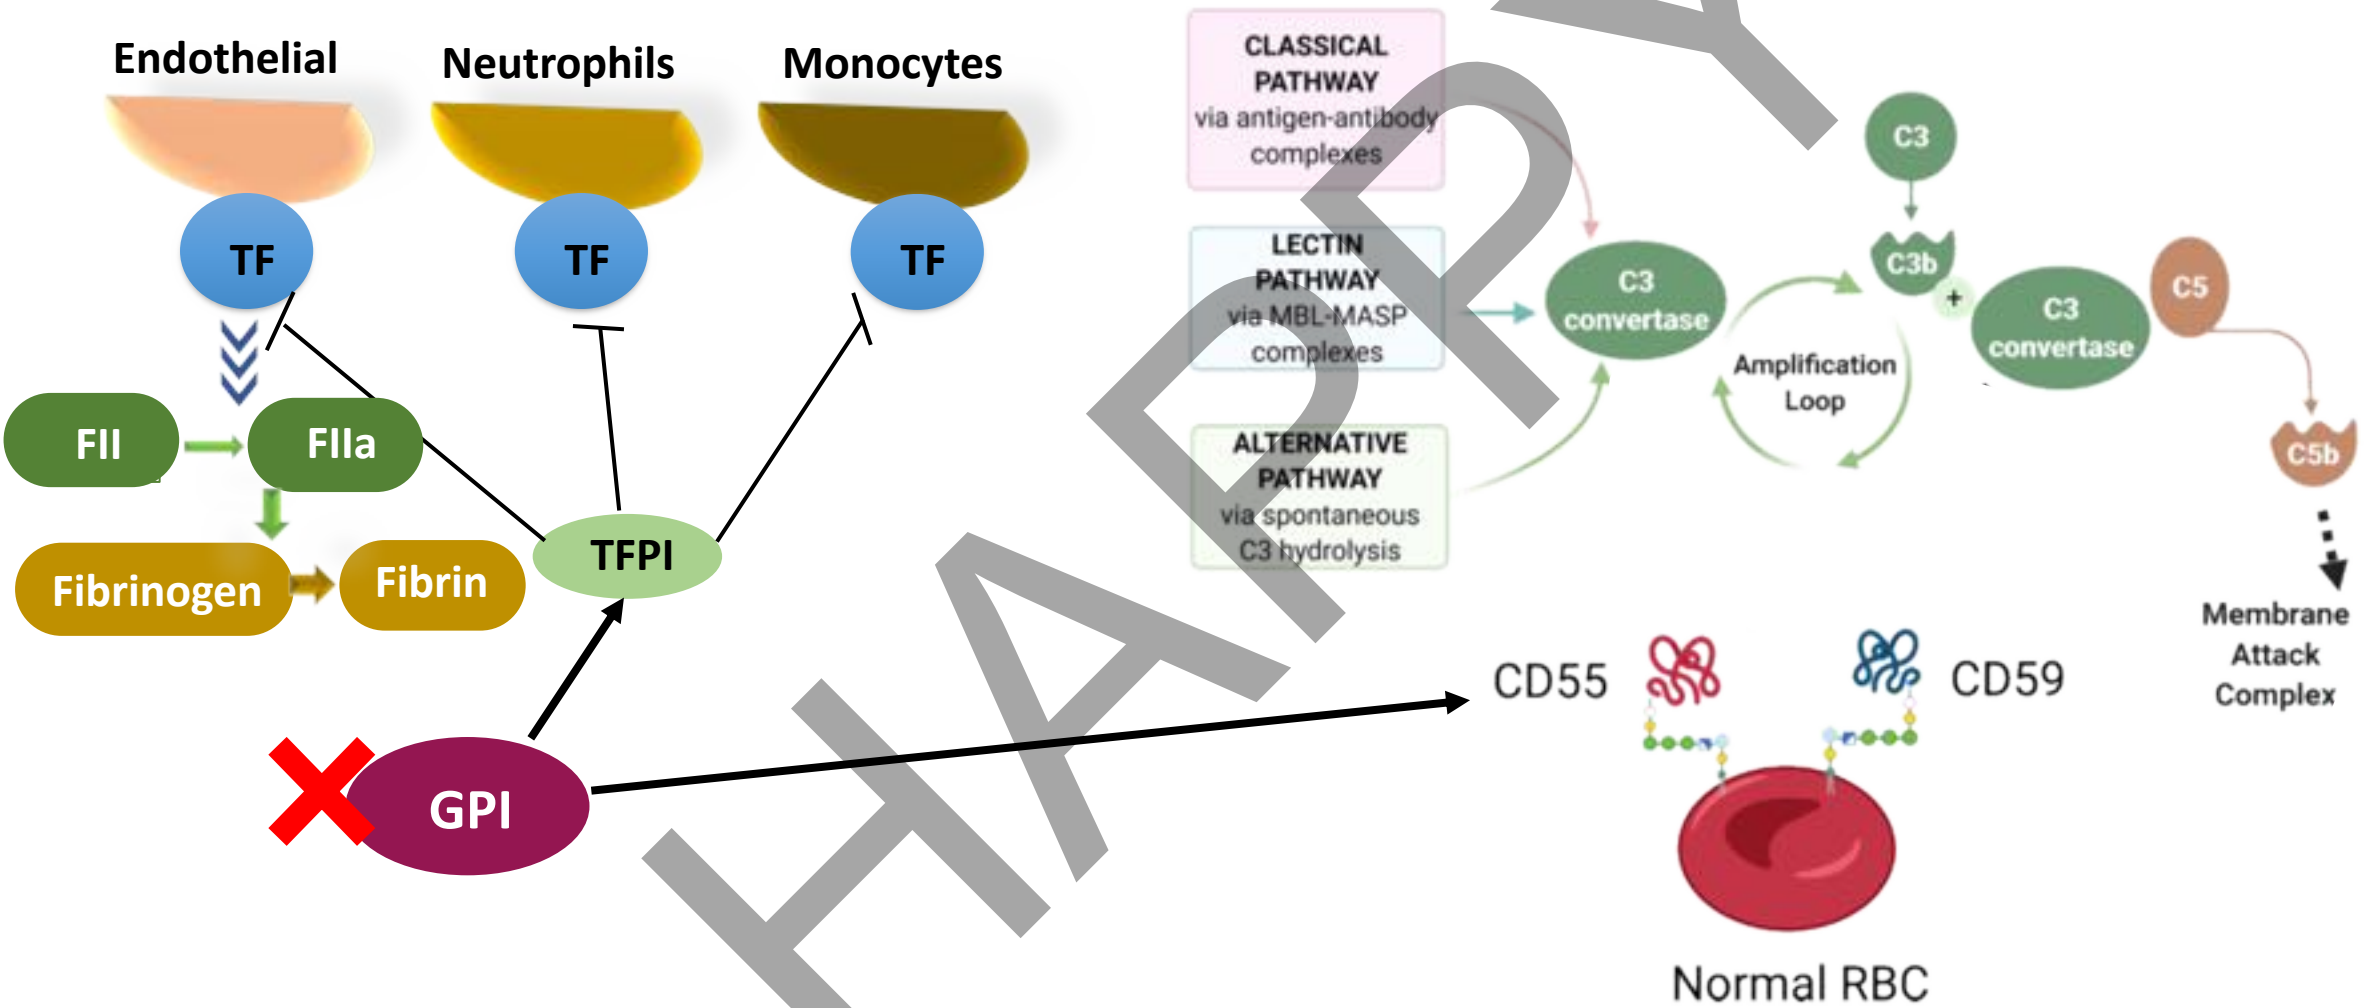 Endothelial
Neutrophils
Monocytes
TF
TF
TF
FII
FIIa
Fibrinogen
Fibrin
TFPI
GPI
CLASSICAL
PATHWAY
via antigen-antibody
complexes
LECTIN
PATHWAY
via MBL-MASP
complexes
ALTERNATIVE
PATHWAY
via spontaneous
C3 hydrolysis
C3
convertase
Amplification
Loop
C3
C3b
+
C3
convertase
C5
C5b
Membrane
Attack
Complex
CD55
CD59
Normal RBC
HAPPY